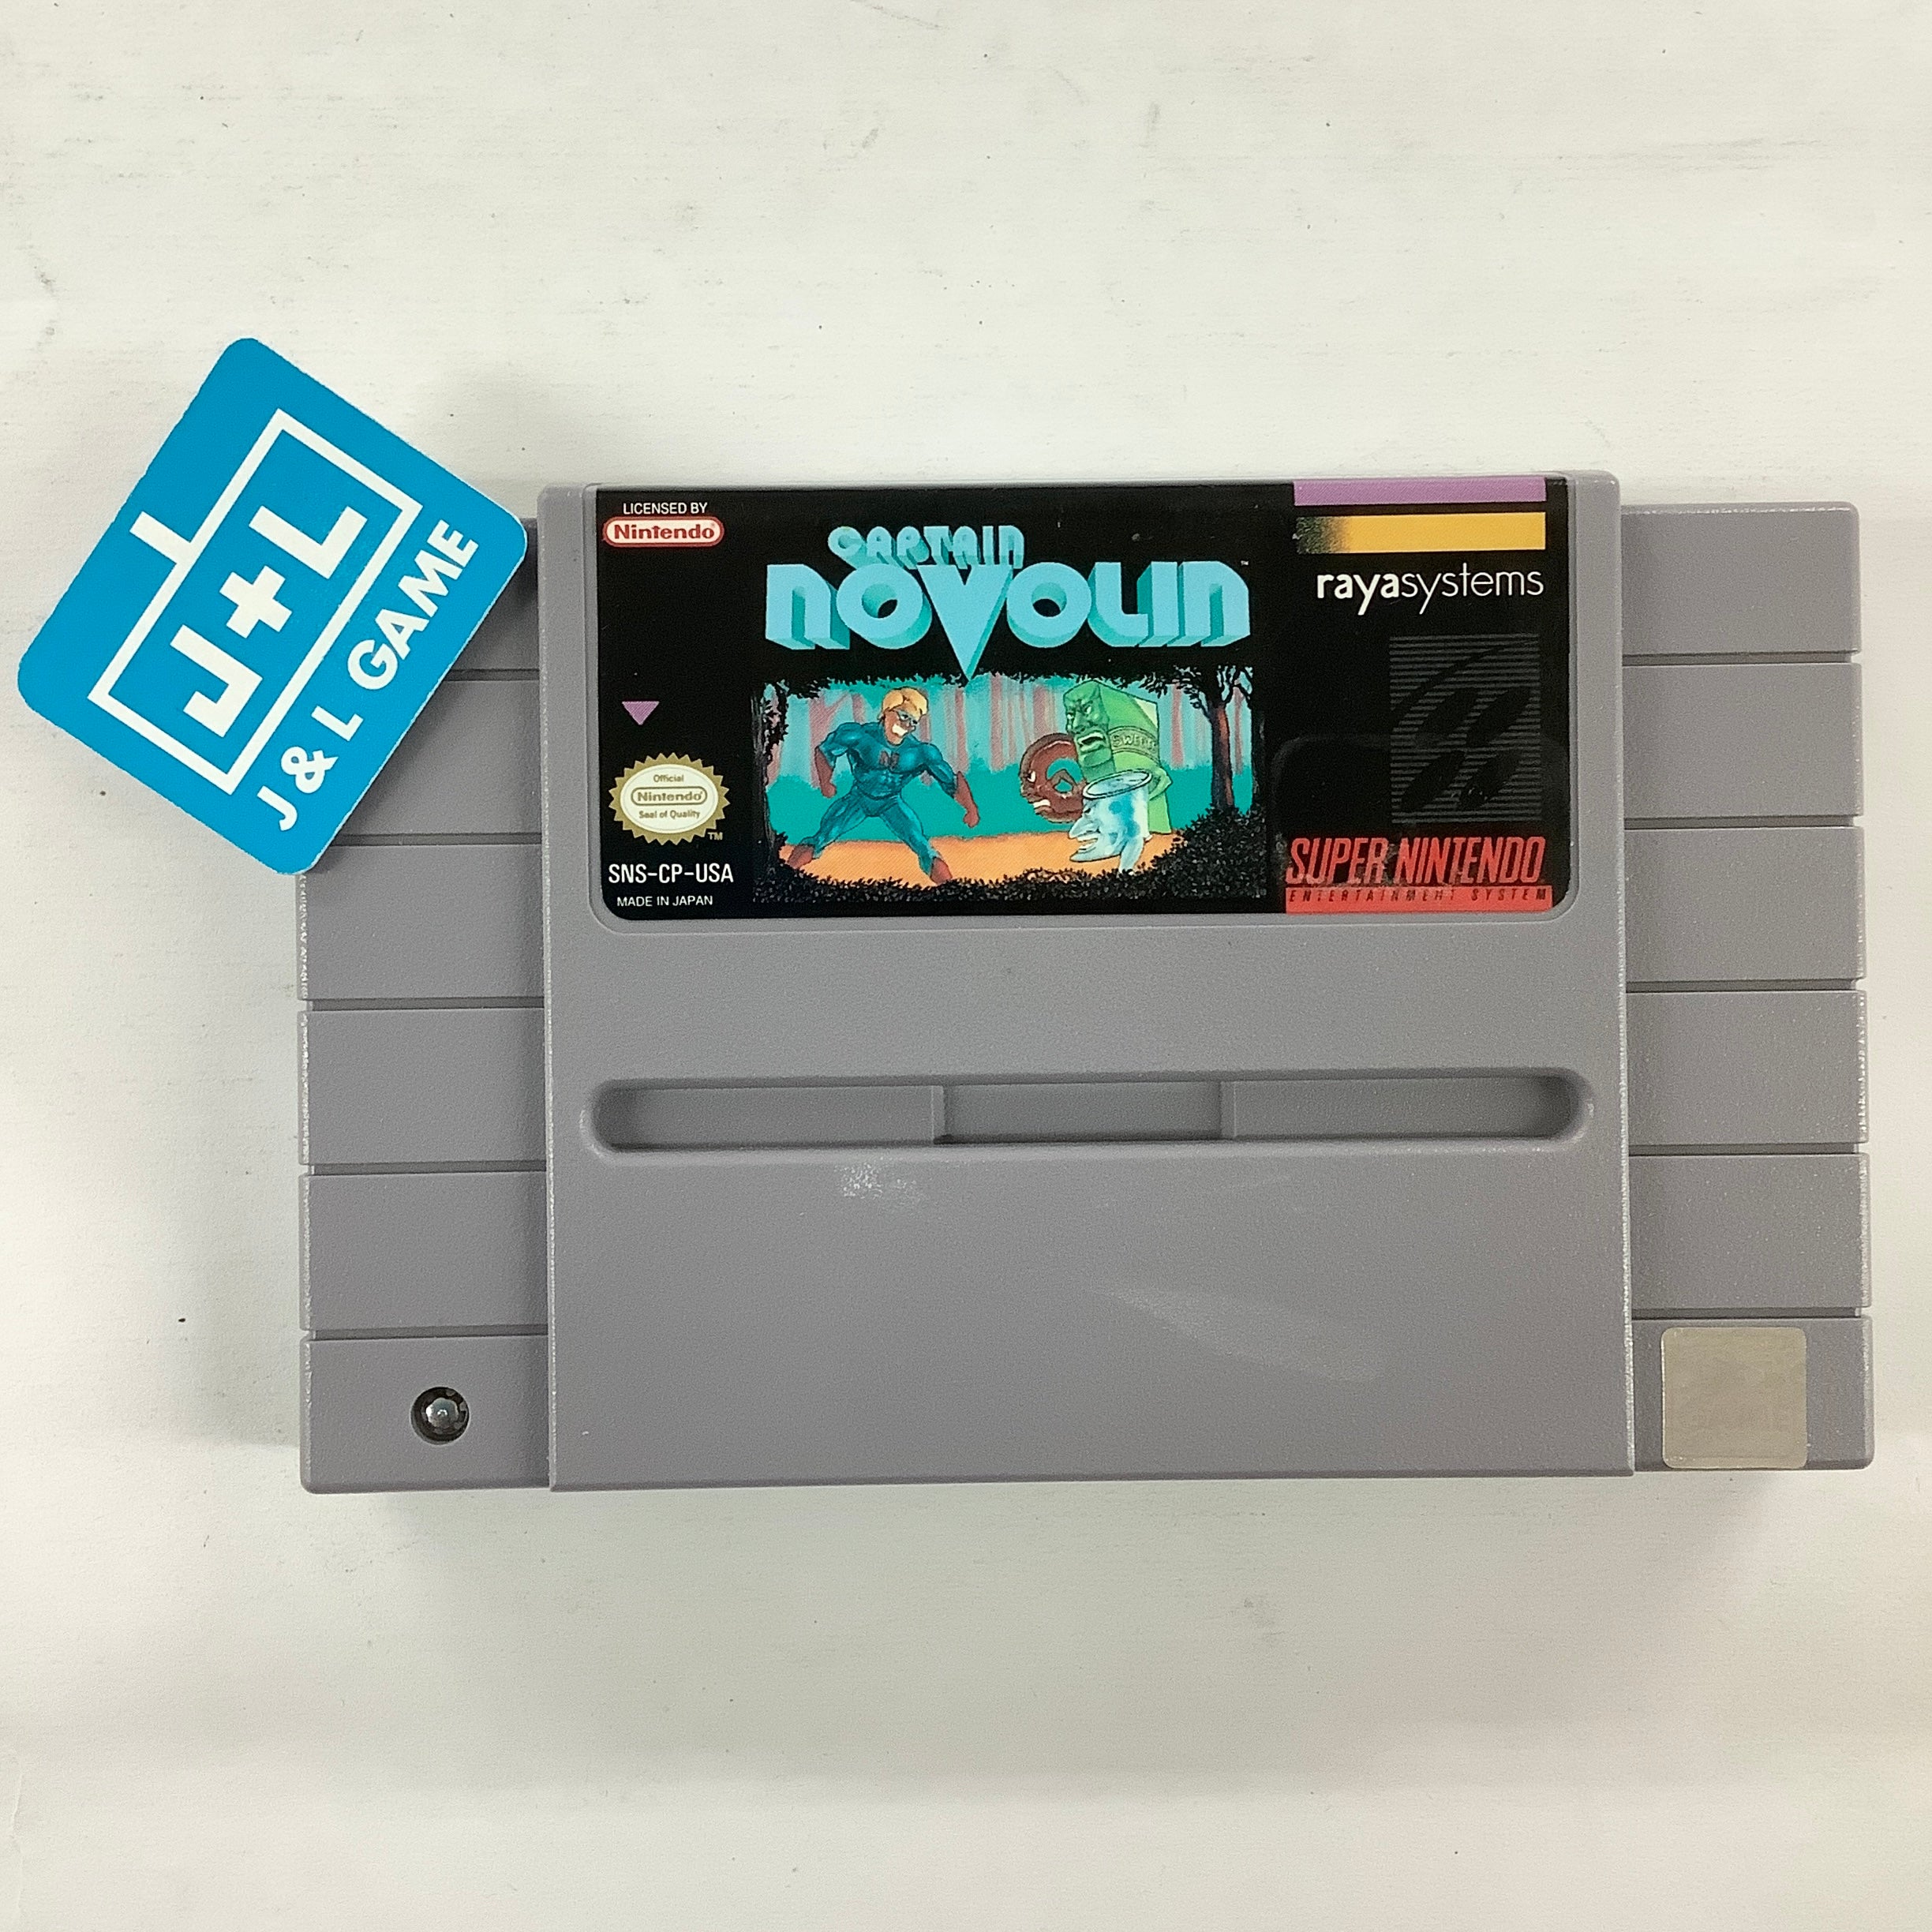 J+L
J & L GAME
LICENSED BY
Nintendo®
CAPTAIN
NOVOLIN™
rayasystems
Official
Nintendo®
Seal of Quality
TM
SNS-CP-USA
MADE IN JAPAN
SUPER NINTENDO
ENTERTAINMENT SYSTEM